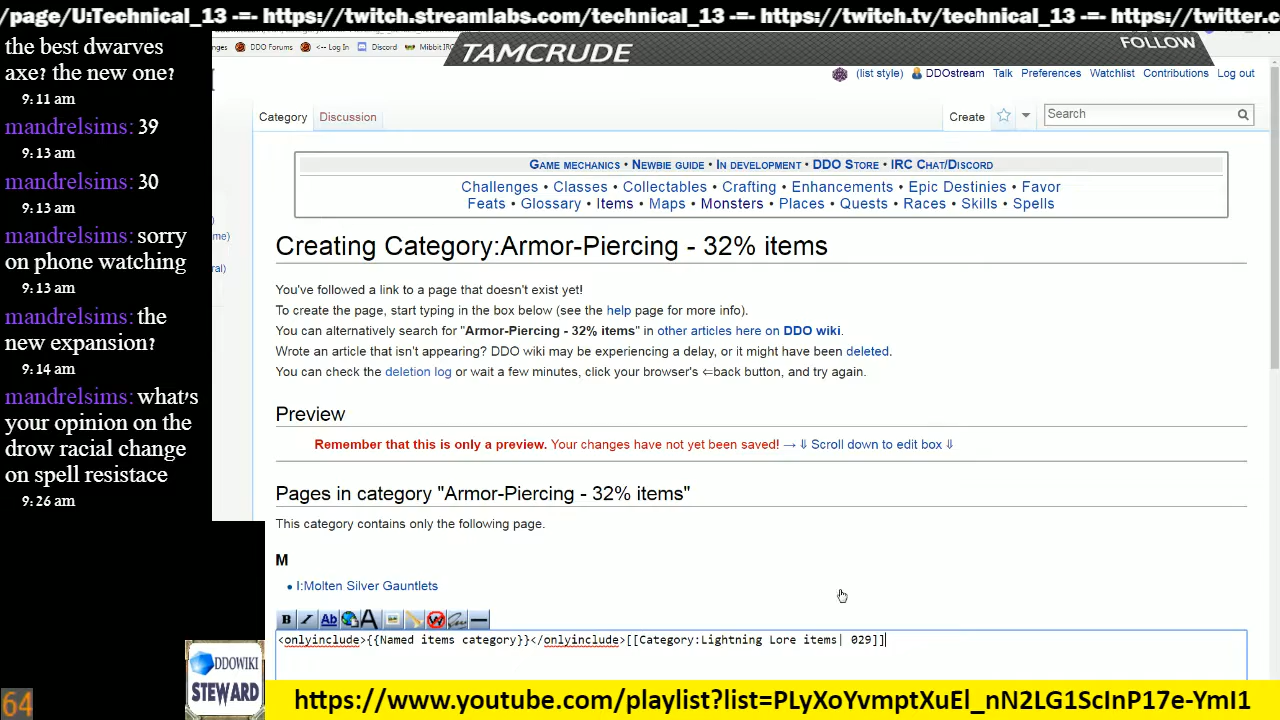 /page/U:Technical_13 -=- https://twitch.streamlabs.com/technical_13 -=- https://twitch.tv/technical_13 -=- https://twitter.c
the best dwarves
axe? the new one?
9:11 am
mandrelsims: 39
9:13 am
mandrelsims: 30
9:13 am
mandrelsims: sorry
on phone watching
9:13 am
mandrelsims: the
new expansion?
9:14 am
mandrelsims: what's
your opinion on the
drow racial change
on spell resistace
9:26 am
nges DDO Forums <-- Log In Discord Mibbit IR
TAMCRUDE
FOLLOW
(list style) DDOstream Talk Preferences Watchlist Contributions Log out
Category Discussion Create Search
Game mechanics • Newbie guide • In development • DDO Store • IRC Chat/Discord
Challenges • Classes • Collectables • Crafting • Enhancements • Epic Destinies • Favor
Feats • Glossary • Items • Maps • Monsters • Places • Quests • Races • Skills • Spells
me)
ral)
Creating Category:Armor-Piercing - 32% items
You've followed a link to a page that doesn't exist yet!
To create the page, start typing in the box below (see the help page for more info).
You can alternatively search for "Armor-Piercing - 32% items" in other articles here on DDO wiki.
Wrote an article that isn't appearing? DDO wiki may be experiencing a delay, or it might have been deleted.
You can check the deletion log or wait a few minutes, click your browser's ⇐back button, and try again.
Preview
Remember that this is only a preview. Your changes have not yet been saved! → ⇓ Scroll down to edit box ⇓
Pages in category "Armor-Piercing - 32% items"
This category contains only the following page.
M
• I:Molten Silver Gauntlets
B I Ab A W
<onlyinclude>{{Named items category}}</onlyinclude>[[Category:Lightning Lore items| 029]]
DDOWIKI
STEWARD
64
https://www.youtube.com/playlist?list=PLyXoYvmptXuEl_nN2LG1ScInP17e-YmI1